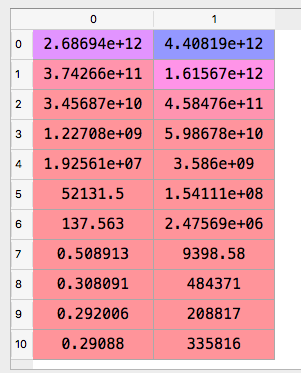 0 1
0 2.68694e+12 4.40819e+12
1 3.74266e+11 1.61567e+12
2 3.45687e+10 4.58476e+11
3 1.22708e+09 5.98678e+10
4 1.92561e+07 3.586e+09
5 52131.5 1.54111e+08
6 137.563 2.47569e+06
7 0.508913 9398.58
8 0.308091 484371
9 0.292006 208817
10 0.29088 335816